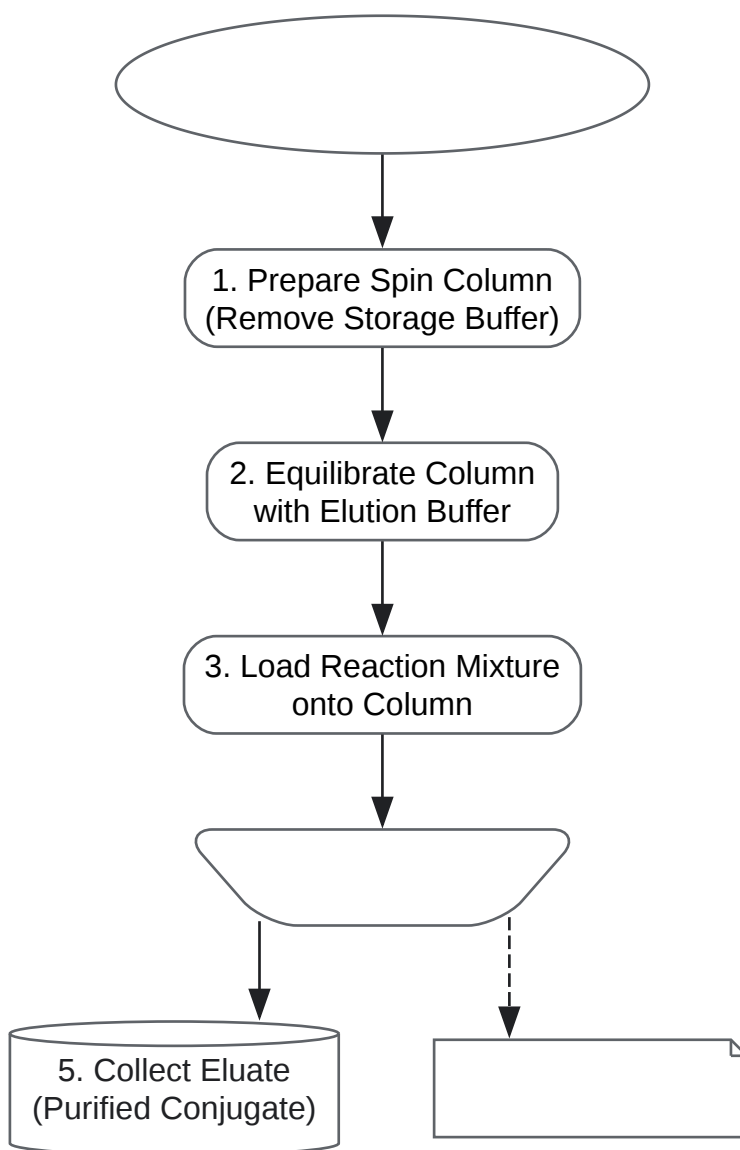 1. Prepare Spin Column
(Remove Storage Buffer)
2. Equilibrate Column
with Elution Buffer
3. Load Reaction Mixture
onto Column
5. Collect Eluate
(Purified Conjugate)